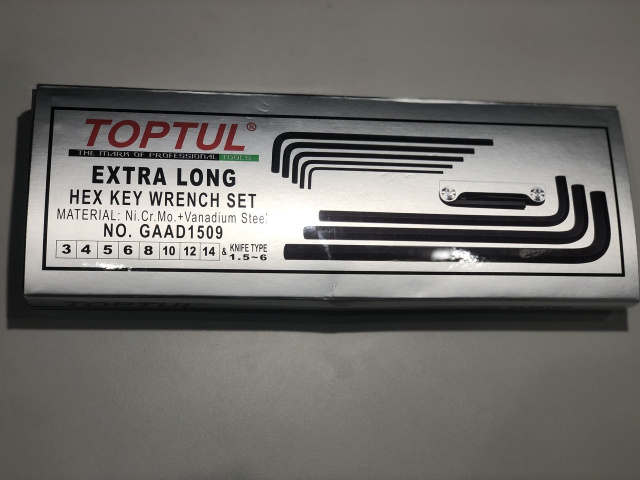 TOPTUL®
THE MARK OF PROFESSIONAL TOOLS
EXTRA LONG
HEX KEY WRENCH SET
MATERIAL: Ni.Cr.Mo.+Vanadium Steel
NO. GAAD1509
3 4 5 6 8 10 12 14 & KNIFE TYPE 1.5~6